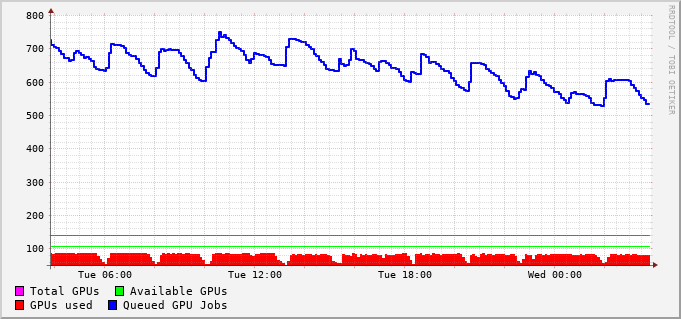 800
700
600
500
400
300
200
100
Tue 06:00 Tue 12:00 Tue 18:00 Wed 00:00
Total GPUs Available GPUs
GPUs used Queued GPU Jobs
RRDTOOL / TOBI OETIKER